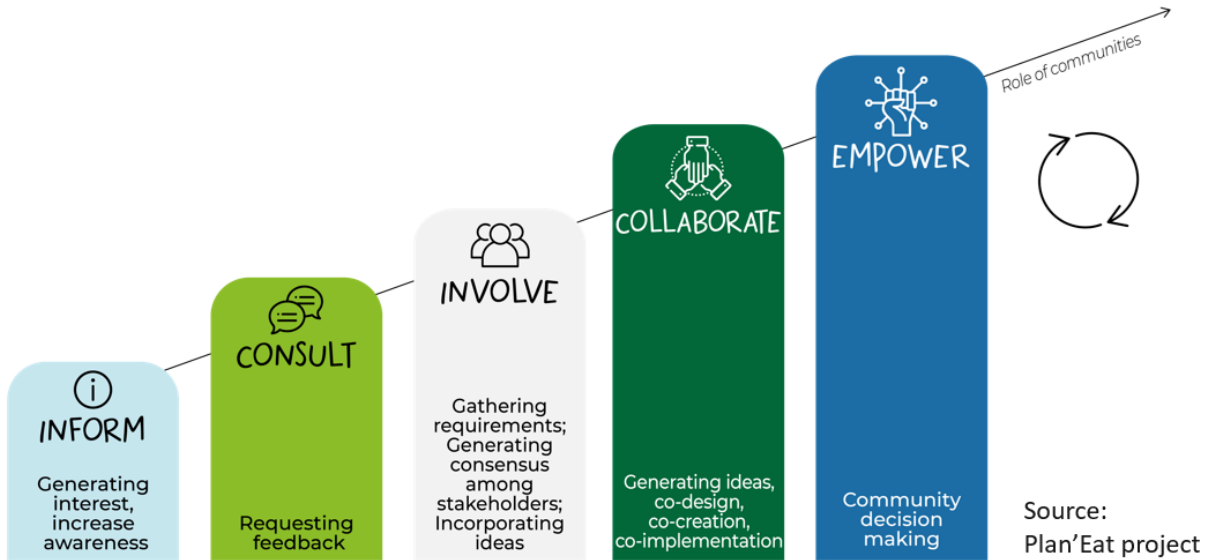 Role of communities
EMPOWER
COLLABORATE
INVOLVE
CONSULT
INFORM
Generating
interest,
increase
awareness
Requesting
feedback
Gathering
requirements;
Generating
consensus
among
stakeholders;
Incorporating
ideas
Generating ideas,
co-design,
co-creation,
co-implementation
Community
decision
making
Source:
Plan'Eat project